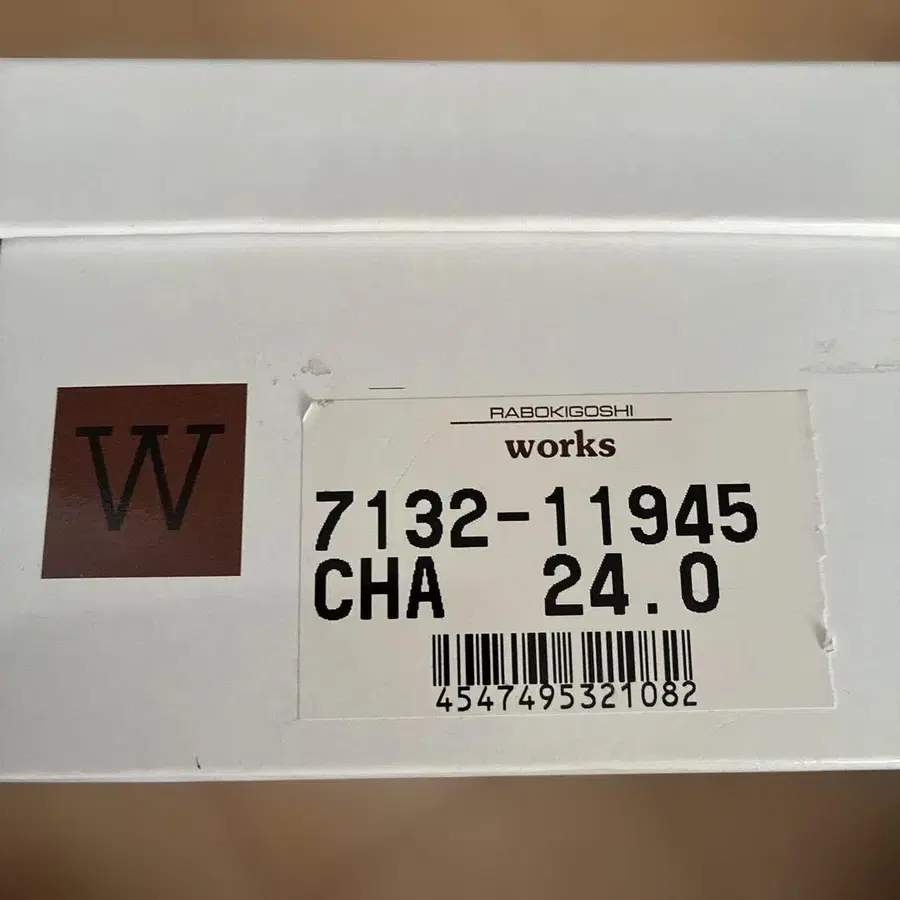 W
RABOKIGOSHI
works
7132-11945
CHA 24.0
4547495321082